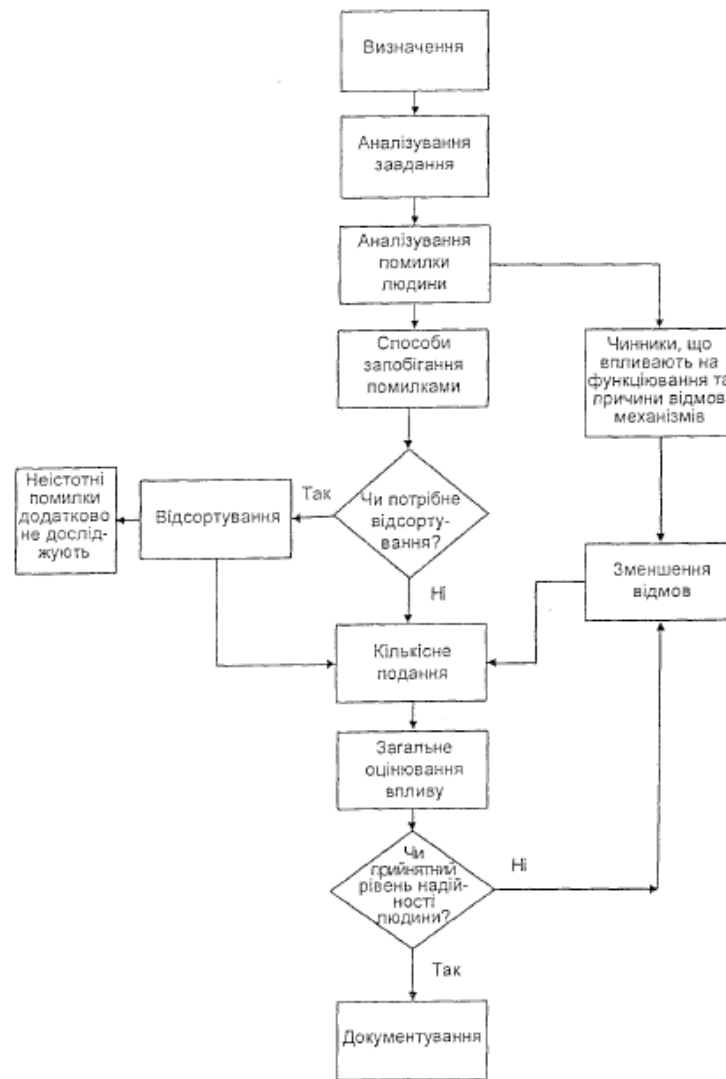 Визначення
Аналізування
завдання
Аналізування
помилки
людини
Способи
запобігання
помилками
Чинники, що
впливають на
функціювання та
причини відмов
механізмів
Чи потрібне
відсорту-
вання?
Так
Відсортування
Неістотні
помилки
додатково
не дослід-
жують
Ні
Зменшення
відмов
Кількісне
подання
Загальне
оцінювання
впливу
Чи
прийнятний
рівень надій-
ності
людини?
Ні
Так
Документування